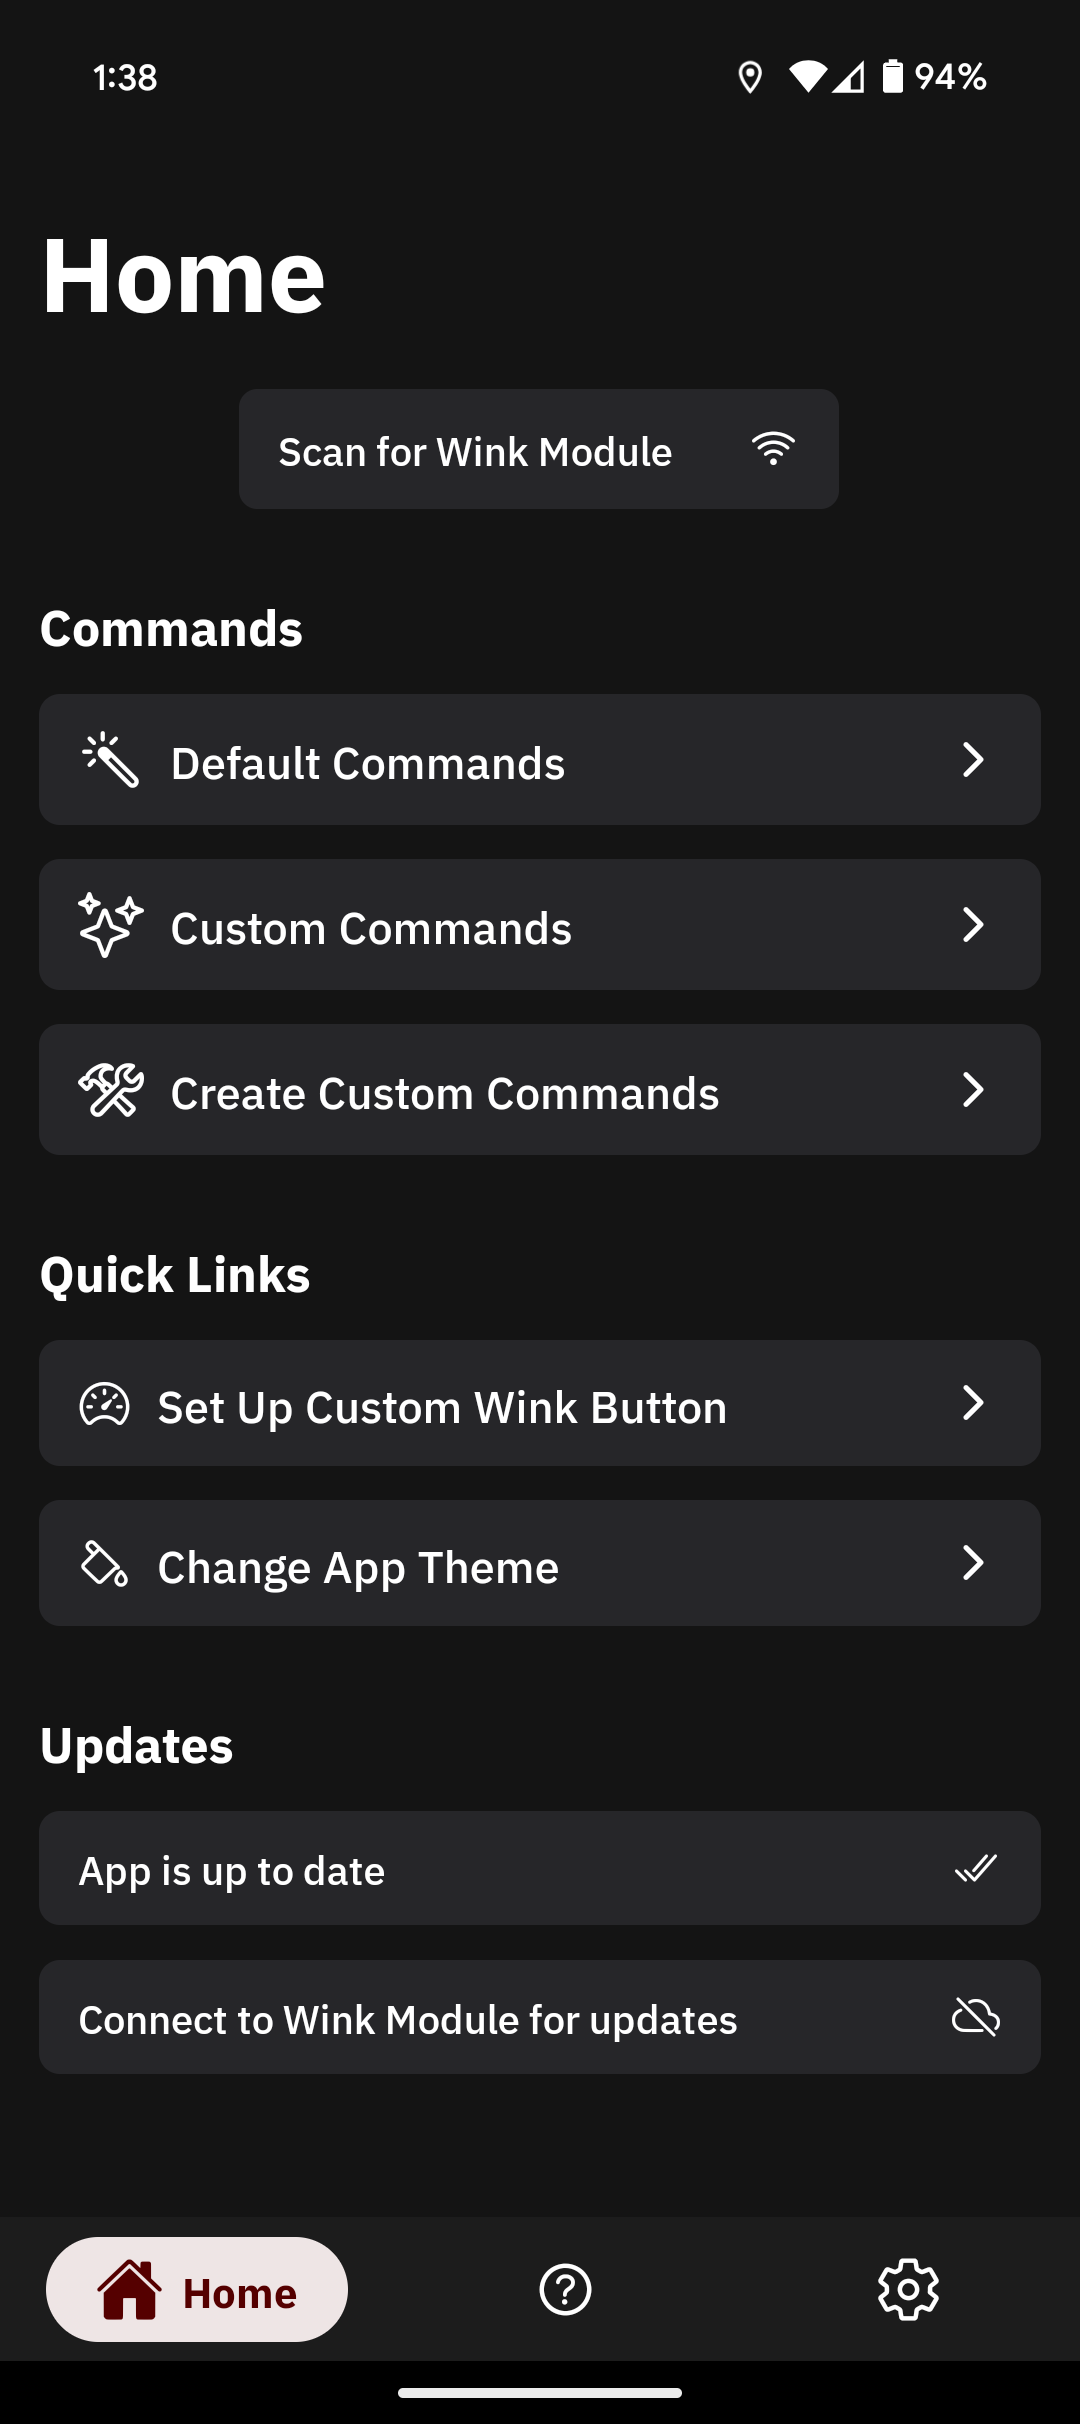 1:38
94%
Home
Scan for Wink Module
Commands
Default Commands
Custom Commands
Create Custom Commands
Quick Links
Set Up Custom Wink Button
Change App Theme
Updates
App is up to date
Connect to Wink Module for updates
Home